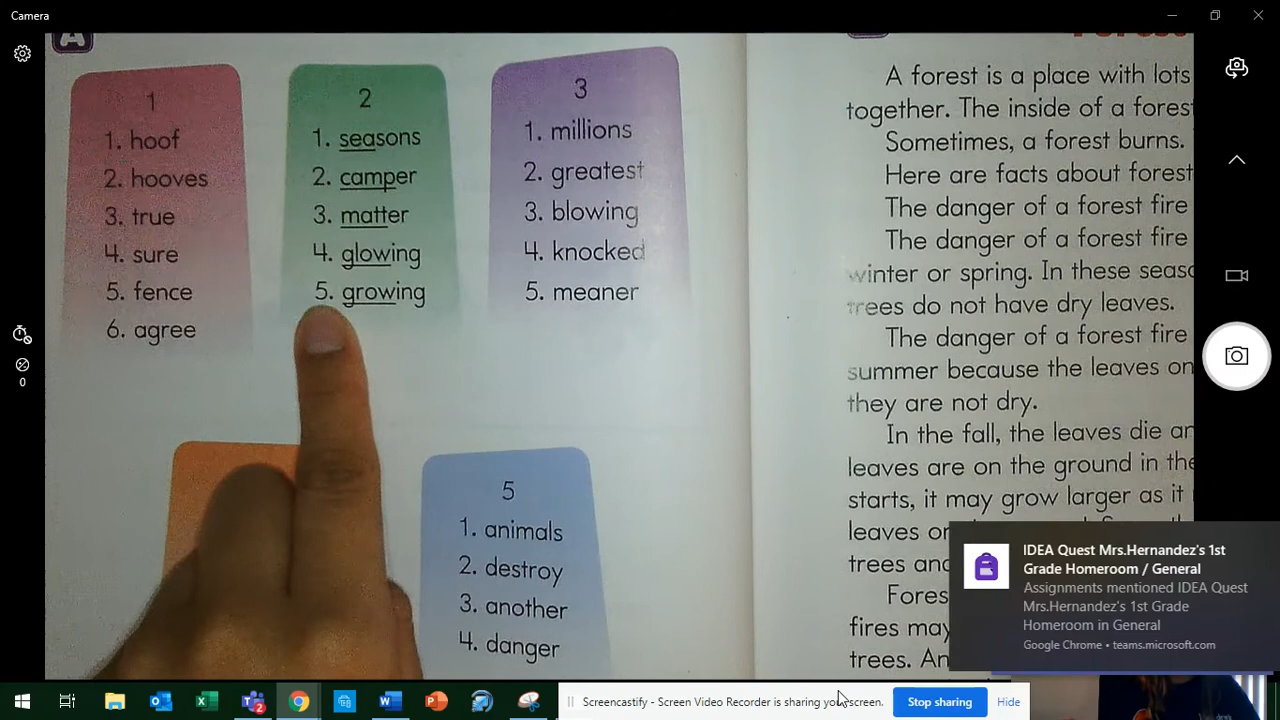 Camera
A
1
1. hoof
2. hooves
3. true
4. sure
5. fence
6. agree
2
1. seasons
2. camper
3. matter
4. glowing
5. growing
3
1. millions
2. greatest
3. blowing
4. knocked
5. meaner
5
1. animals
2. destroy
3. another
4. danger
Forest
A forest is a place with lots
together. The inside of a forest
Sometimes, a forest burns.
Here are facts about forest
The danger of a forest fire
The danger of a forest fire
winter or spring. In these seaso
trees do not have dry leaves.
The danger of a forest fire
summer because the leaves on
they are not dry.
In the fall, the leaves die an
leaves are on the ground in the
starts, it may grow larger as it
leaves on
trees and
Fores
fires may
trees. An
0
IDEA Quest Mrs.Hernandez's 1st
Grade Homeroom / General
Assignments mentioned IDEA Quest
Mrs.Hernandez's 1st Grade
Homeroom in General
Google Chrome • teams.microsoft.com
2
Screencastify - Screen Video Recorder is sharing your screen.
Stop sharing
Hide